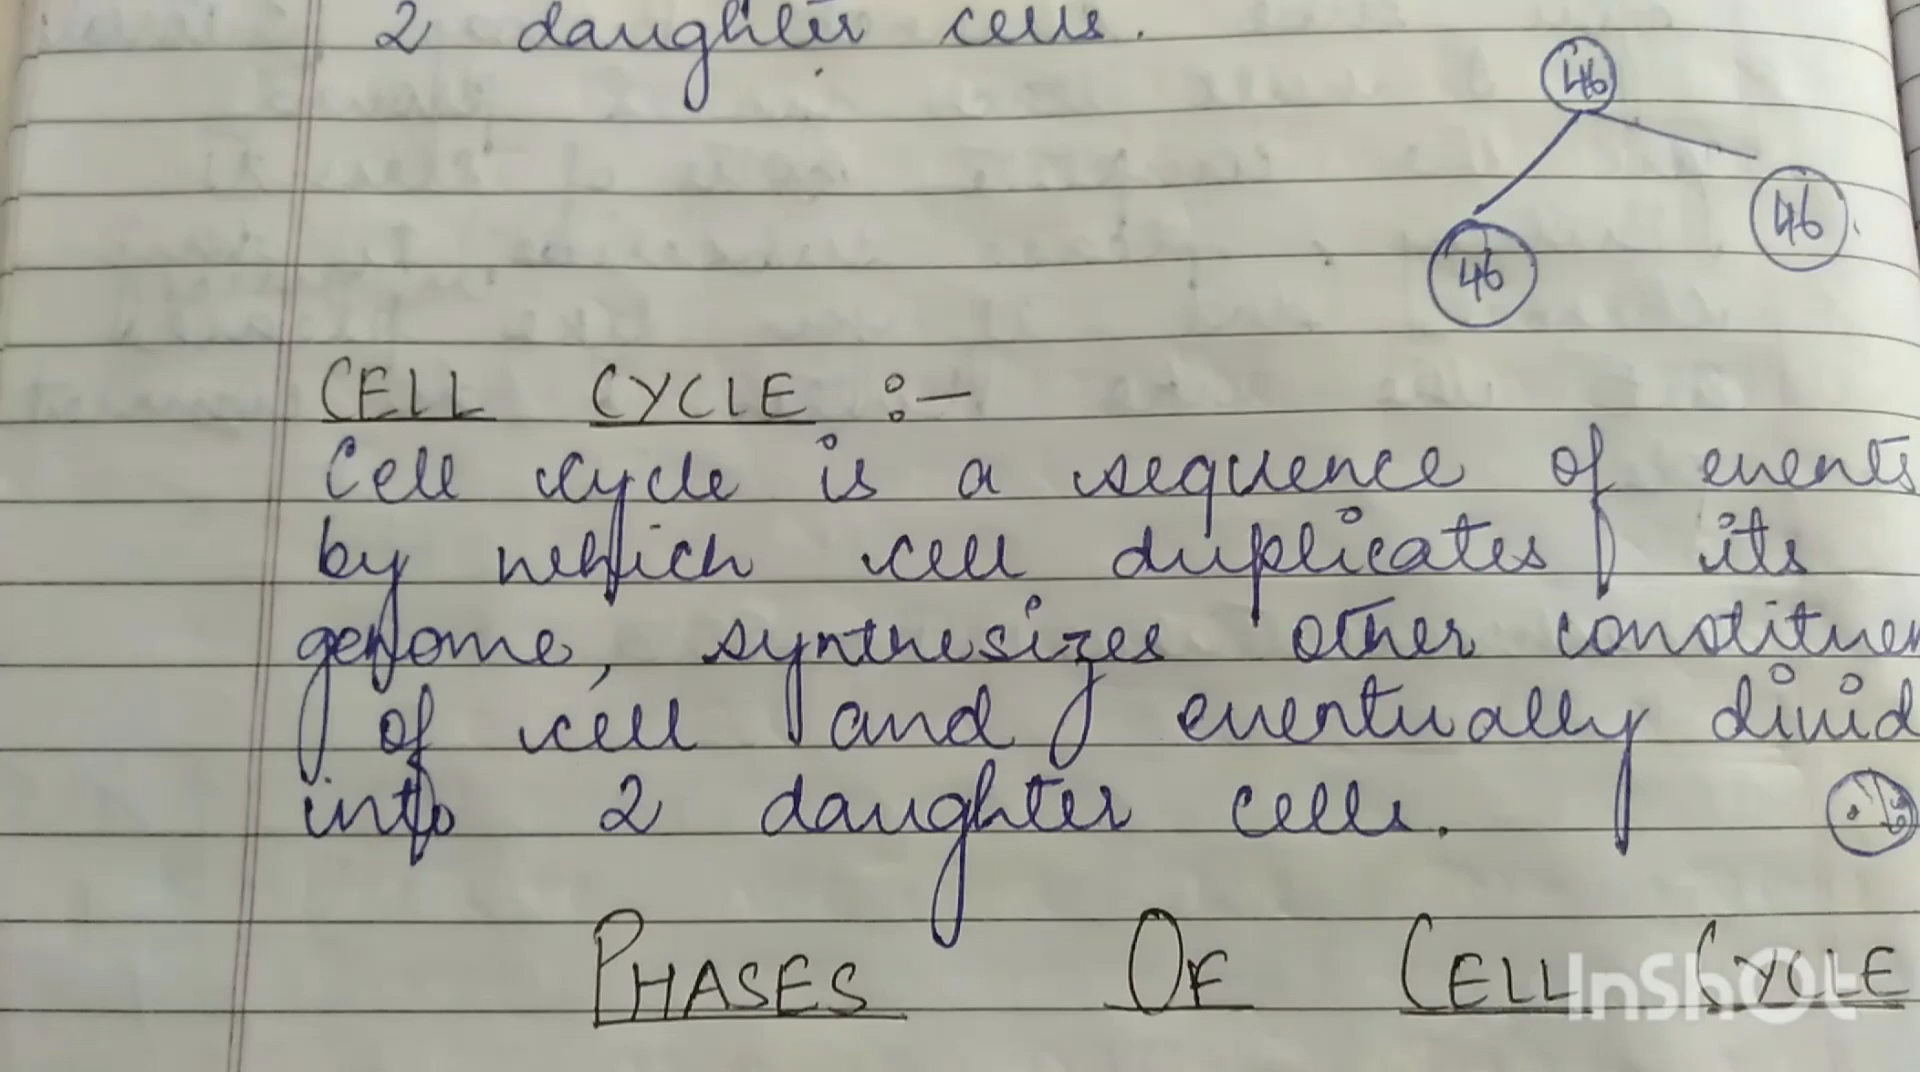 2 daughter cells.
46
46
46
CELL CYCLE :-
Cell cycle is a sequence of events
by which cell duplicates its
genome, synthesizes other constituen
of cell and eventually divid
into 2 daughter cells.
PHASES OF CELL CYCLE
InShOt